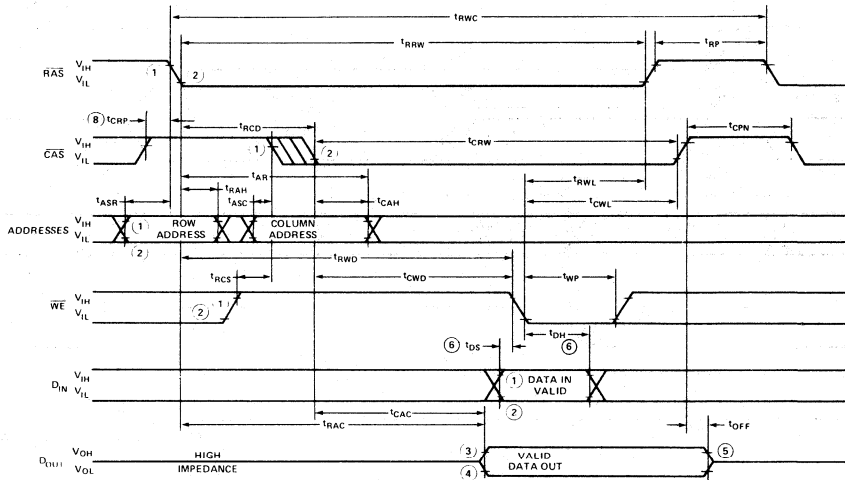 tRWC
tRRW
tRP
RAS VIH
VIL
1
2
8 tCRP
tRCD
tCPN
CAS VIH
VIL
1
2
tCRW
tAR
tRWL
tRAH
tASR
tASC
tCAH
tCWL
ADDRESSES VIH
VIL
1
2
ROW
ADDRESS
COLUMN
ADDRESS
tRWD
tRCS
tCWD
tWP
WE VIH
VIL
1
2
6 tDS
tDH
6
DIN VIH
VIL
1
2
DATA IN
VALID
tCAC
tRAC
tOFF
DOUT VOH
VOL
HIGH
IMPEDANCE
3
4
VALID
DATA OUT
5